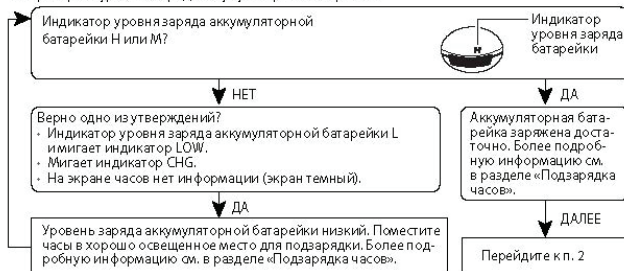 Индикатор уровня заряда аккумуляторной
батарейки H или M?
H
Индикатор
уровня заряда
батарейки
НЕТ
ДА
Верно одно из утверждений?
· Индикатор уровня заряда аккумуляторной батарейки L
и мигает индикатор LOW.
· Мигает индикатор CHG.
· На экране часов нет информации (экран темный).
Аккумуляторная бата-
рейка заряжена доста-
точно. Более подроб-
ную информацию см.
в разделе «Подзарядка
часов».
ДА
ДАЛЕЕ
Уровень заряда аккумуляторной батарейки низкий. Поместите
часы в хорошо освещенное место для подзарядки. Более под-
робную информацию см. в разделе «Подзарядка часов».
Перейдите к п. 2